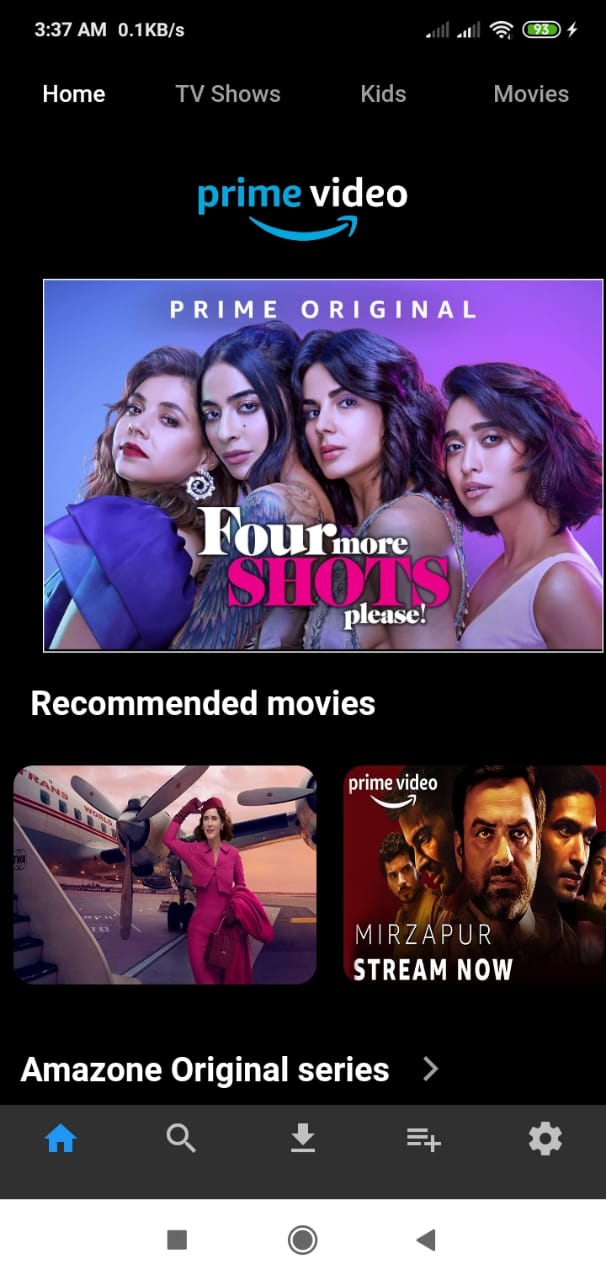 3:37 AM 0.1KB/s
93
Home TV Shows Kids Movies
prime video
PRIME ORIGINAL
Four more
SHOTS
please!
Recommended movies
TRANS WORLD
TWA
prime video
MIRZAPUR
STREAM NOW
Amazone Original series